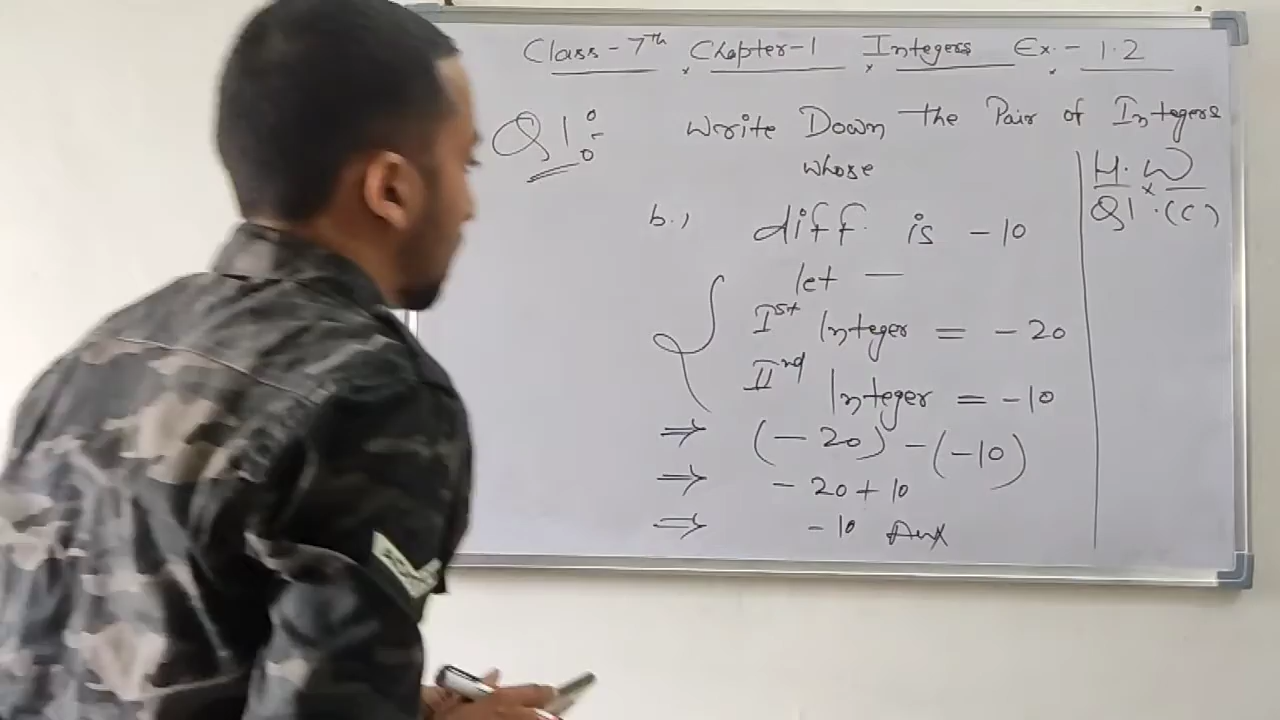 Class - 7th Chapter-1 Integers Ex. - 1.2
Q1:- Write Down the Pair of Integers
whose
H.W
Q1.(c)
b.) diff. is -10
let —
Ist Integer = -20
IInd Integer = -10
⇒ (-20) - (-10)
⇒ -20 + 10
⇒ -10 Ans